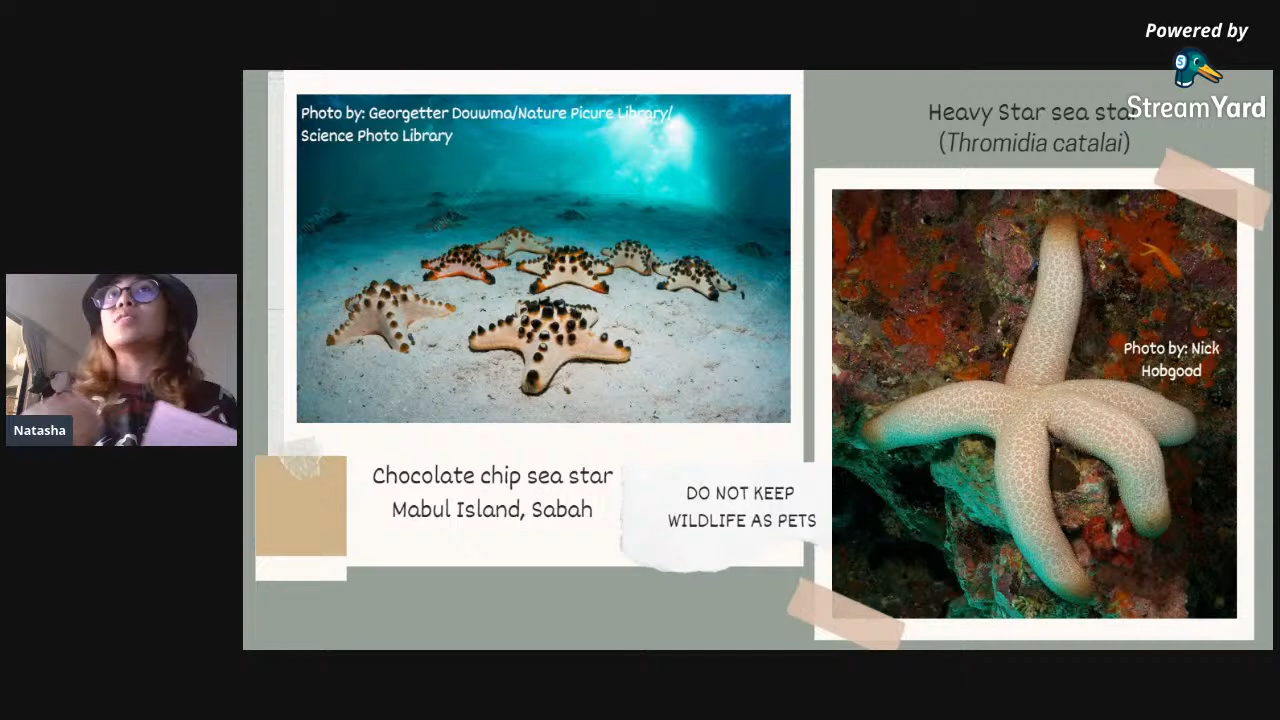 Powered by
StreamYard
Photo by: Georgetter Douwma/Nature Picure Library/
Science Photo Library
Heavy Star sea star
(Thromidia catalai)
Photo by: Nick
Hobgood
Natasha
Chocolate chip sea star
Mabul Island, Sabah
DO NOT KEEP
WILDLIFE AS PETS